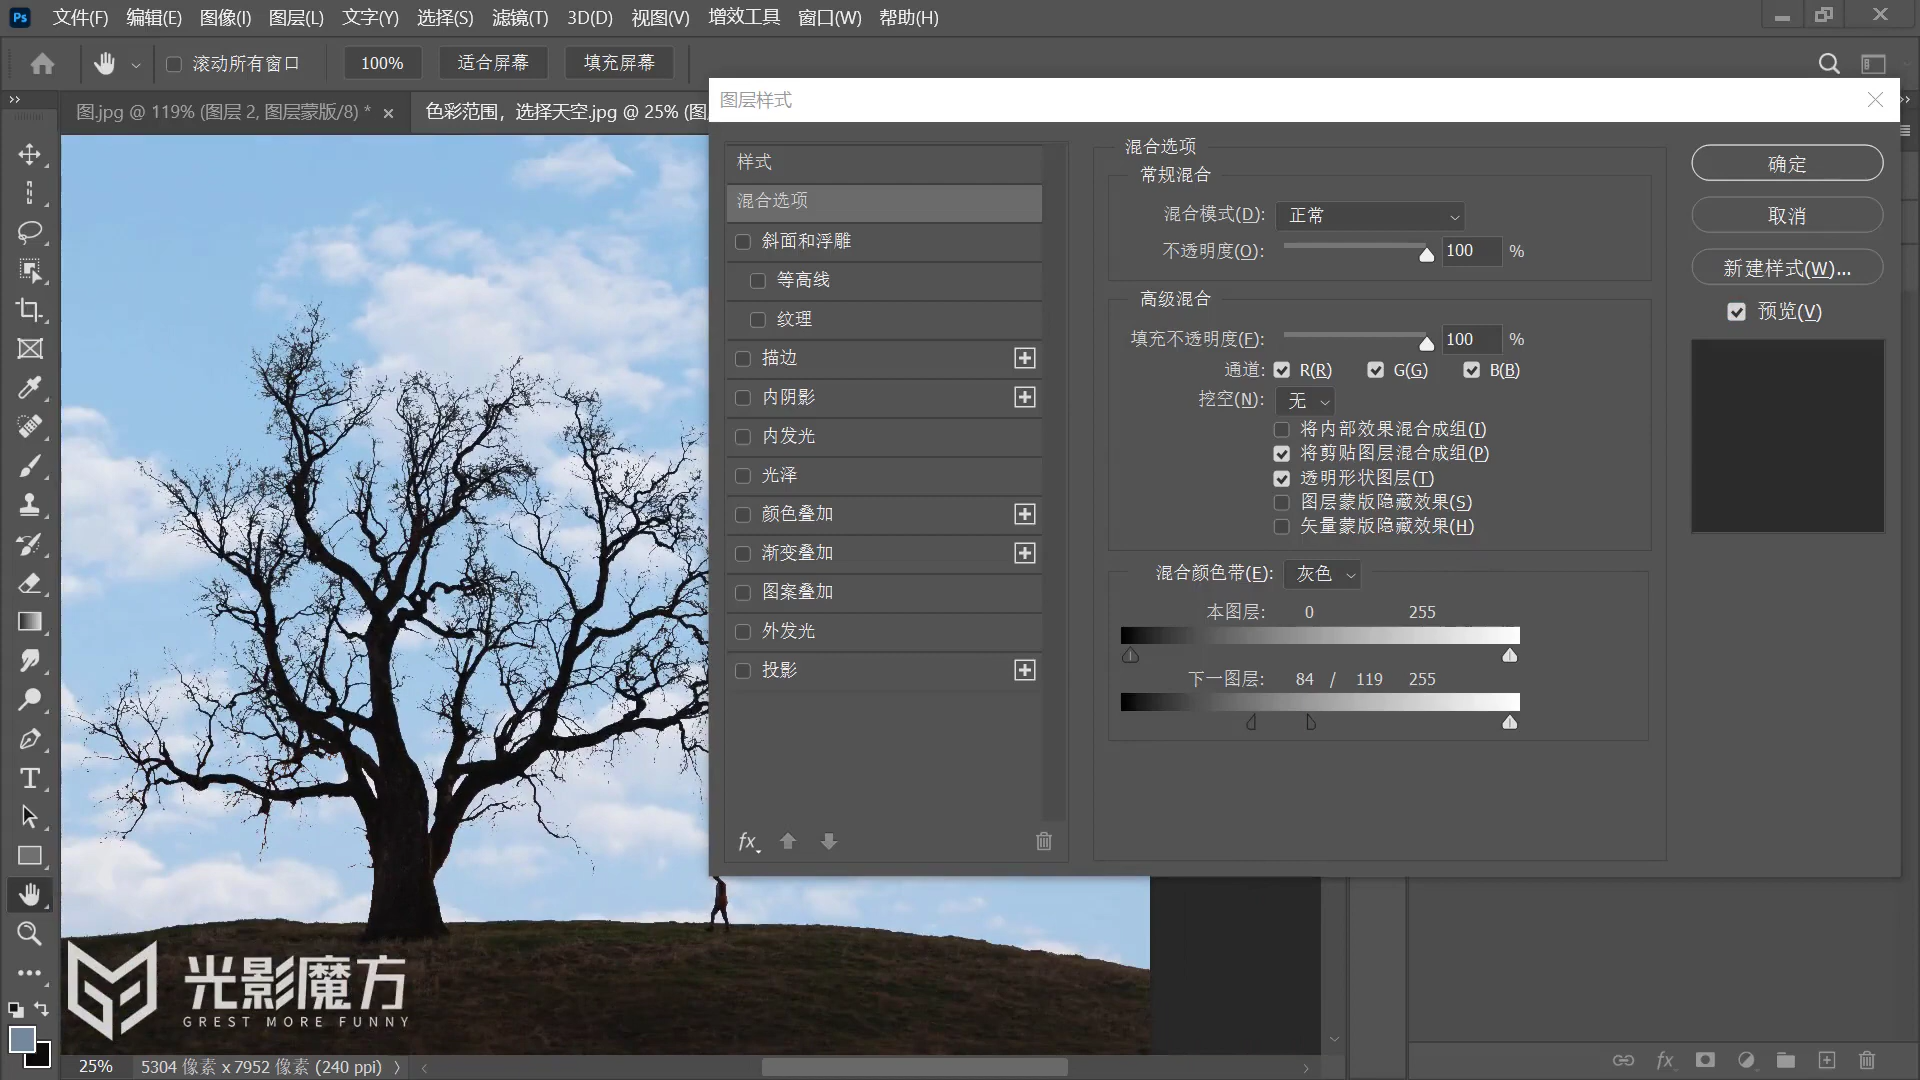 Ps 文件(F) 编辑(E) 图像(I) 图层(L) 文字(Y) 选择(S) 滤镜(T) 3D(D) 视图(V) 增效工具 窗口(W) 帮助(H)
滚动所有窗口 100% 适合屏幕 填充屏幕
图.jpg @ 119% (图层 2, 图层蒙版/8) * 色彩范围，选择天空.jpg @ 25% (图
图层样式
样式
混合选项
斜面和浮雕
等高线
纹理
描边
内阴影
内发光
光泽
颜色叠加
渐变叠加
图案叠加
外发光
投影
fx
混合选项
常规混合
混合模式(D): 正常
不透明度(O): 100 %
高级混合
填充不透明度(F): 100 %
通道: R(R) G(G) B(B)
挖空(N): 无
将内部效果混合成组(I)
将剪贴图层混合成组(P)
透明形状图层(T)
图层蒙版隐藏效果(S)
矢量蒙版隐藏效果(H)
混合颜色带(E): 灰色
本图层: 0 255
下一图层: 84 / 119 255
确定
取消
新建样式(W)...
预览(V)
光影魔方
GREST MORE FUNNY
25% 5304 像素 x 7952 像素 (240 ppi)
fx